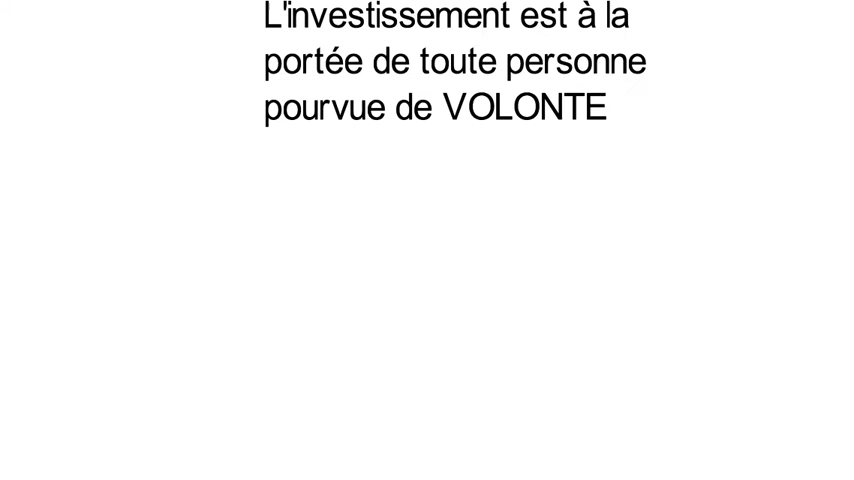 L'investissement est à la
portée de toute personne
pourvue de VOLONTE